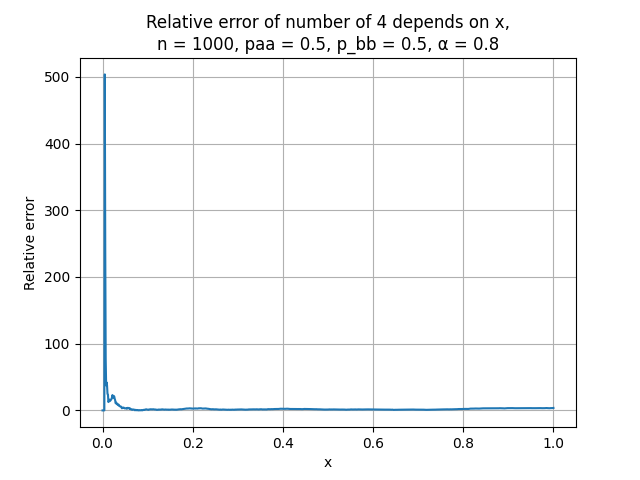 Relative error of number of 4 depends on x,
n = 1000, paa = 0.5, p_bb = 0.5, α = 0.8
500
400
300
200
100
0
Relative error
0.0 0.2 0.4 0.6 0.8 1.0
x